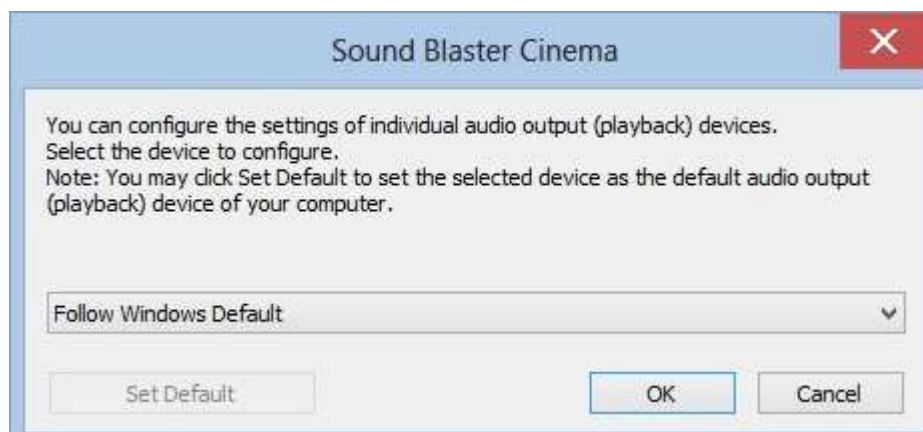 Sound Blaster Cinema
You can configure the settings of individual audio output (playback) devices.
Select the device to configure.
Note: You may click Set Default to set the selected device as the default audio output
(playback) device of your computer.
Follow Windows Default
Set Default
OK
Cancel